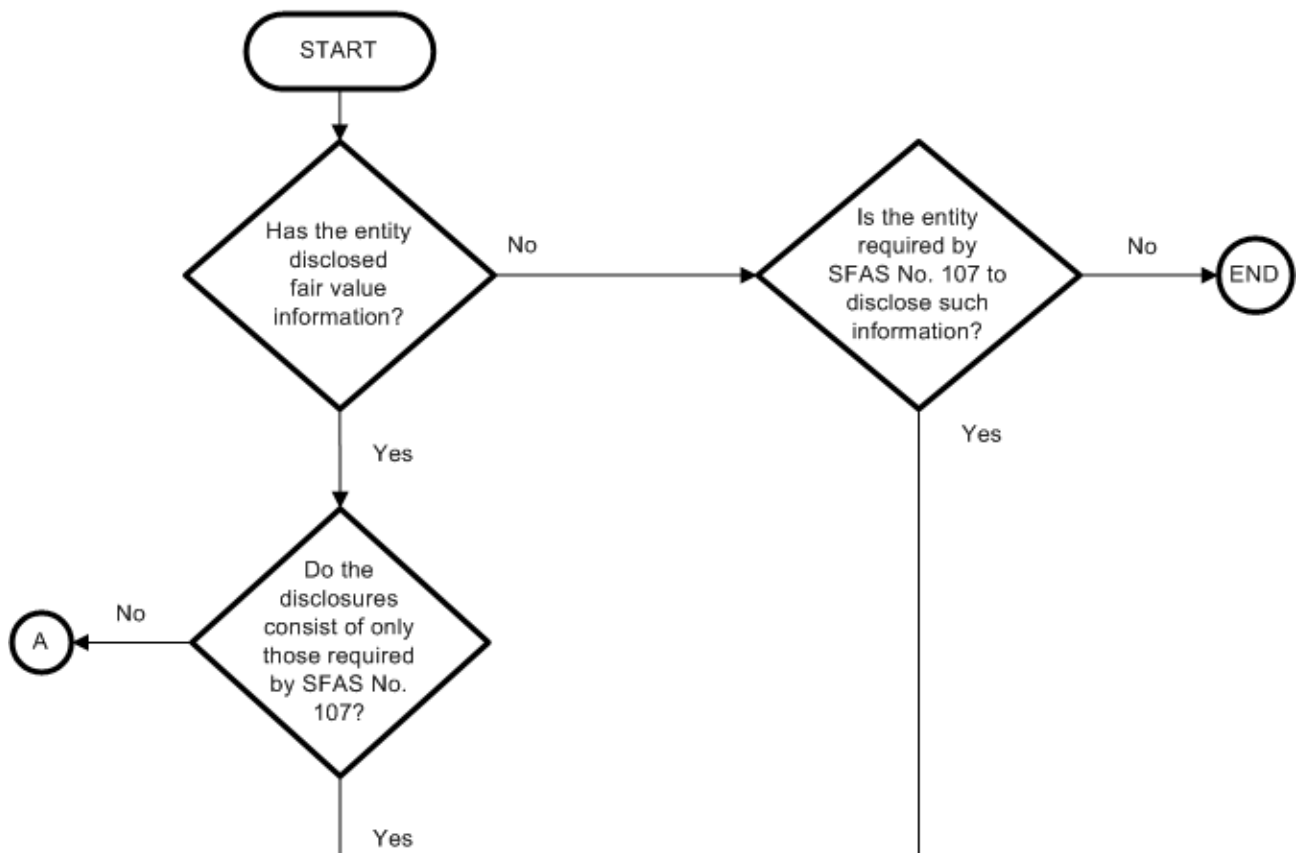 START
Has the entity
disclosed
fair value
information?
No
Is the entity
required by
SFAS No. 107 to
disclose such
information?
No
END
Yes
Yes
Do the
disclosures
consist of only
those required
by SFAS No.
107?
No
A
Yes